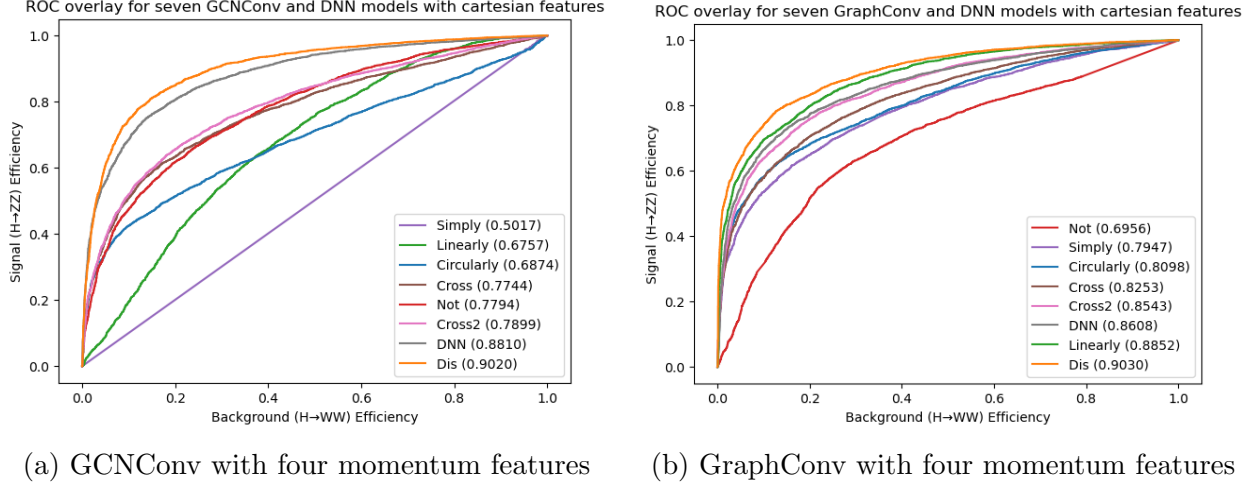 ROC overlay for seven GCNConv and DNN models with cartesian features
1.0
0.8
0.6
0.4
0.2
0.0
Signal (H→ZZ) Efficiency
Simply (0.5017)
Linearly (0.6757)
Circularly (0.6874)
Cross (0.7744)
Not (0.7794)
Cross2 (0.7899)
DNN (0.8810)
Dis (0.9020)
0.0 0.2 0.4 0.6 0.8 1.0
Background (H→WW) Efficiency
(a) GCNConv with four momentum features
ROC overlay for seven GraphConv and DNN models with cartesian features
1.0
0.8
0.6
0.4
0.2
0.0
Signal (H→ZZ) Efficiency
Not (0.6956)
Simply (0.7947)
Circularly (0.8098)
Cross (0.8253)
Cross2 (0.8543)
DNN (0.8608)
Linearly (0.8852)
Dis (0.9030)
0.0 0.2 0.4 0.6 0.8 1.0
Background (H→WW) Efficiency
(b) GraphConv with four momentum features